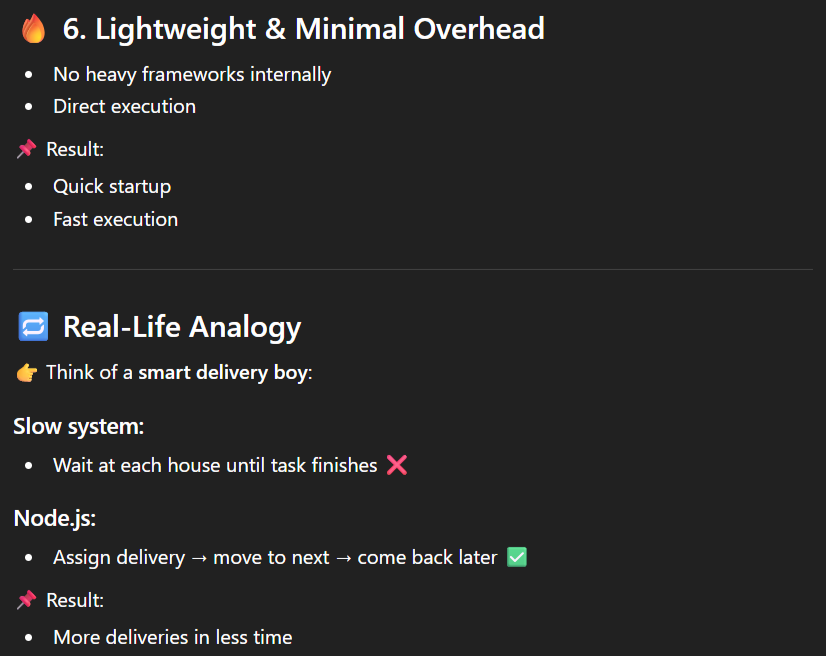 🔥 6. Lightweight & Minimal Overhead
• No heavy frameworks internally
• Direct execution
📌 Result:
• Quick startup
• Fast execution
🔁 Real-Life Analogy
👉 Think of a smart delivery boy:
Slow system:
• Wait at each house until task finishes ❌
Node.js:
• Assign delivery → move to next → come back later ✅
📌 Result:
• More deliveries in less time